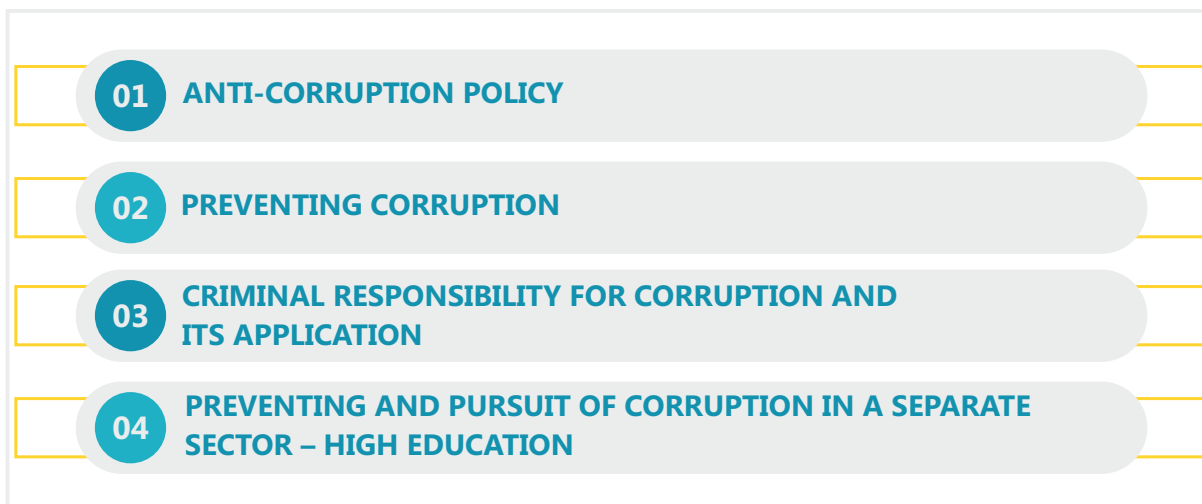 01 ANTI-CORRUPTION POLICY
02 PREVENTING CORRUPTION
03 CRIMINAL RESPONSIBILITY FOR CORRUPTION AND
ITS APPLICATION
04 PREVENTING AND PURSUIT OF CORRUPTION IN A SEPARATE
SECTOR – HIGH EDUCATION